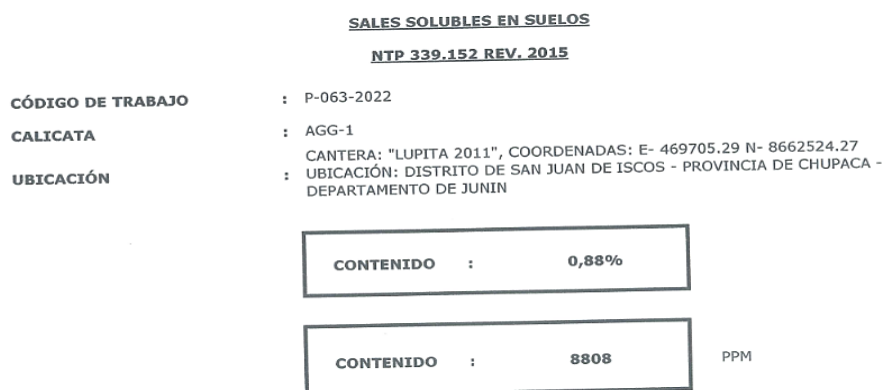 SALES SOLUBLES EN SUELOS
NTP 339.152 REV. 2015
CÓDIGO DE TRABAJO : P-063-2022
CALICATA : AGG-1
CANTERA: "LUPITA 2011", COORDENADAS: E- 469705.29 N- 8662524.27
UBICACIÓN : UBICACIÓN: DISTRITO DE SAN JUAN DE ISCOS - PROVINCIA DE CHUPACA -
DEPARTAMENTO DE JUNIN
CONTENIDO : 0,88%
CONTENIDO : 8808 PPM